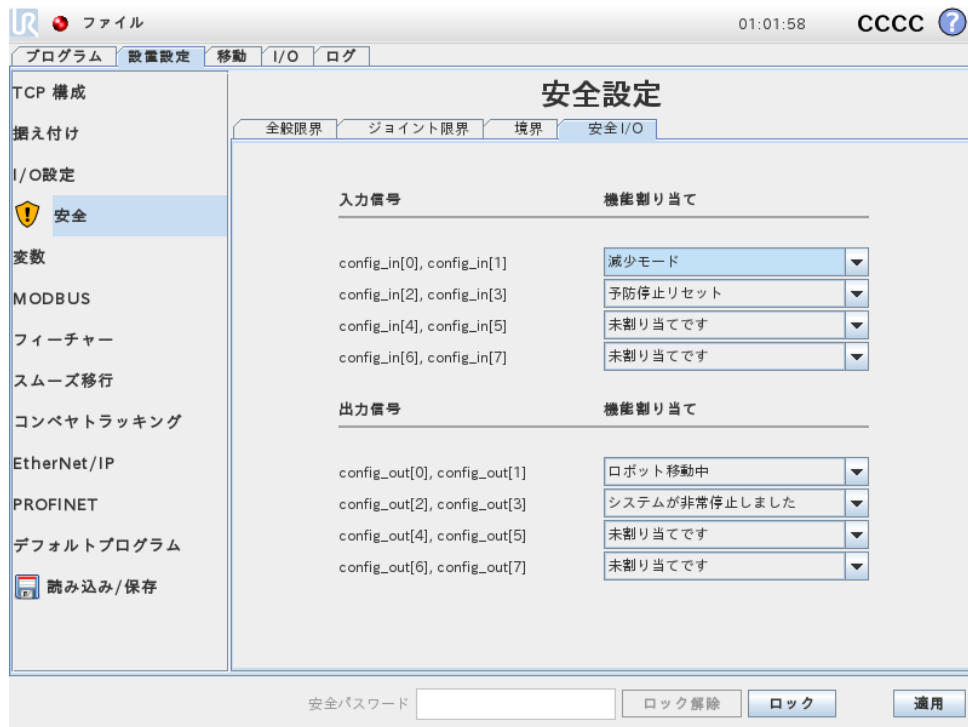 UR ファイル 01:01:58 CCCC ?
プログラム 設置設定 移動 I/O ログ
TCP 構成
据え付け
I/O設定
安全
変数
MODBUS
フィーチャー
スムーズ移行
コンベヤトラッキング
EtherNet/IP
PROFINET
デフォルトプログラム
読み込み/保存
安全設定
全般限界 ジョイント限界 境界 安全 I/O
入力信号 機能割り当て
config_in[0], config_in[1] 減少モード
config_in[2], config_in[3] 予防停止リセット
config_in[4], config_in[5] 未割り当てです
config_in[6], config_in[7] 未割り当てです
出力信号 機能割り当て
config_out[0], config_out[1] ロボット移動中
config_out[2], config_out[3] システムが非常停止しました
config_out[4], config_out[5] 未割り当てです
config_out[6], config_out[7] 未割り当てです
安全パスワード ロック解除 ロック 適用